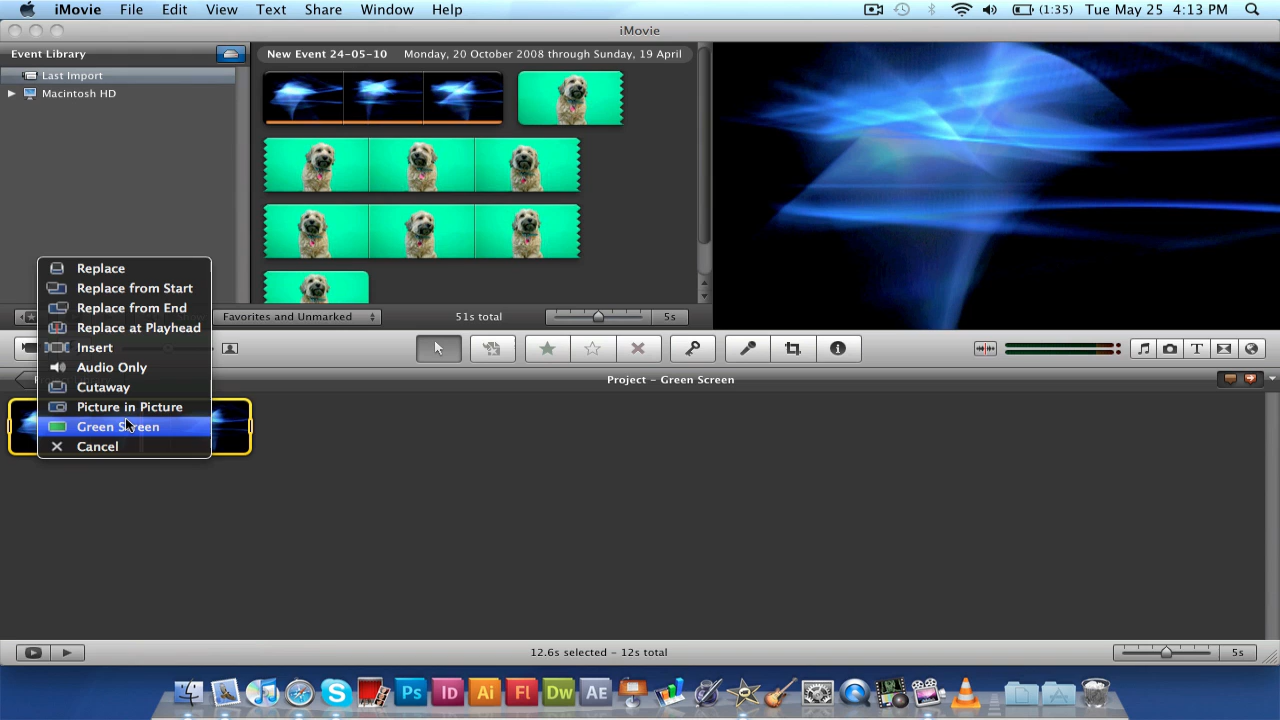 iMovie File Edit View Text Share Window Help (1:35) Tue May 25 4:13 PM
iMovie
Event Library
New Event 24-05-10 Monday, 20 October 2008 through Sunday, 19 April
Last Import
Macintosh HD
Replace
Replace from Start
Replace from End
Replace at Playhead
Insert
Audio Only
Cutaway
Picture in Picture
Green Screen
Cancel
Favorites and Unmarked 51s total 5s
T
Project - Green Screen
12.6s selected - 12s total 5s
Ps Id Ai Fl Dw AE